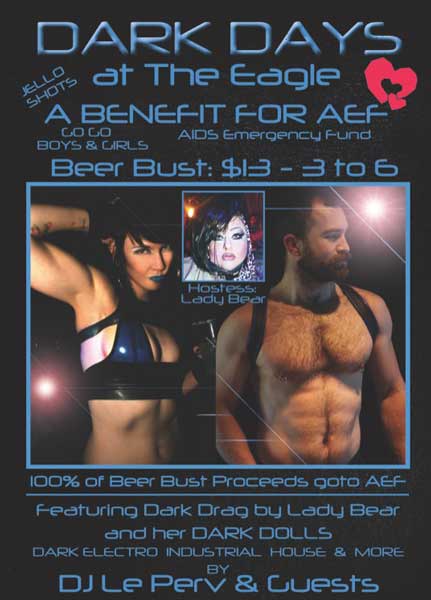 DARK DAYS
at The Eagle
JELLO
SHOTS
A BENEFIT FOR AEF
GO GO
BOYS & GIRLS
AIDS Emergency Fund
Beer Bust: $13 - 3 to 6
Hostess:
Lady Bear
100% of Beer Bust Proceeds goto AEF
Featuring Dark Drag by Lady Bear
and her DARK DOLLS
DARK ELECTRO INDUSTRIAL HOUSE & MORE
BY
DJ Le Perv & Guests